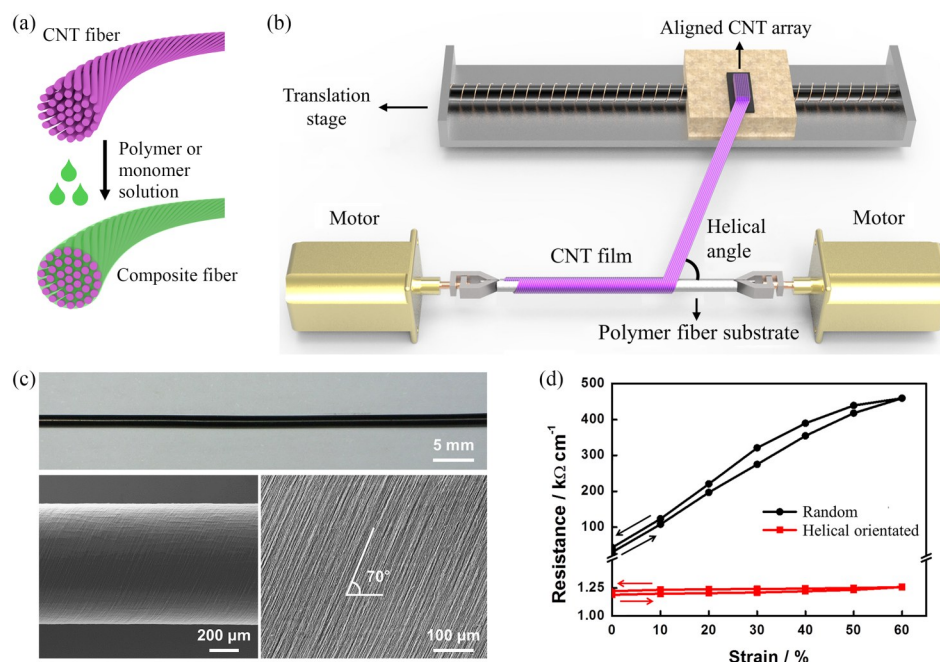 (a)
CNT fiber
Polymer or
monomer
solution
Composite fiber
(b)
Aligned CNT array
Translation
stage
Motor
Helical
angle
Motor
CNT film
Polymer fiber substrate
(c)
5 mm
200 µm
70°
100 µm
(d)
Resistance / kΩ cm⁻¹
500
400
300
200
100
1.25
1.00
Random
Helical orientated
0 10 20 30 40 50 60
Strain / %